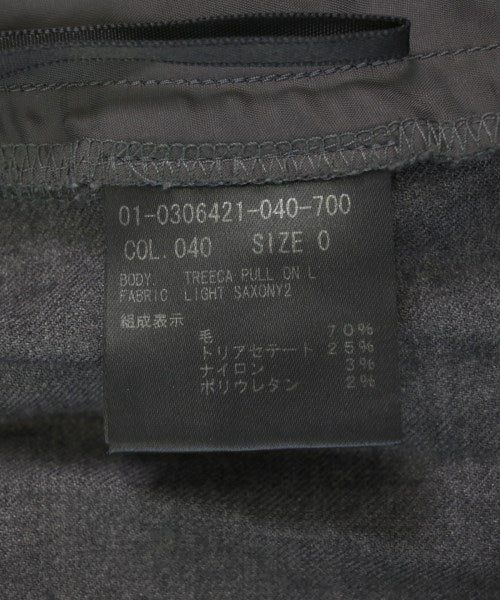 01-0306421-040-700
COL. 040 SIZE 0
BODY. TREECA PULL ON L
FABRIC LIGHT SAXONY2
組成表示
毛 70%
トリアセテート 25%
ナイロン 3%
ポリウレタン 2%